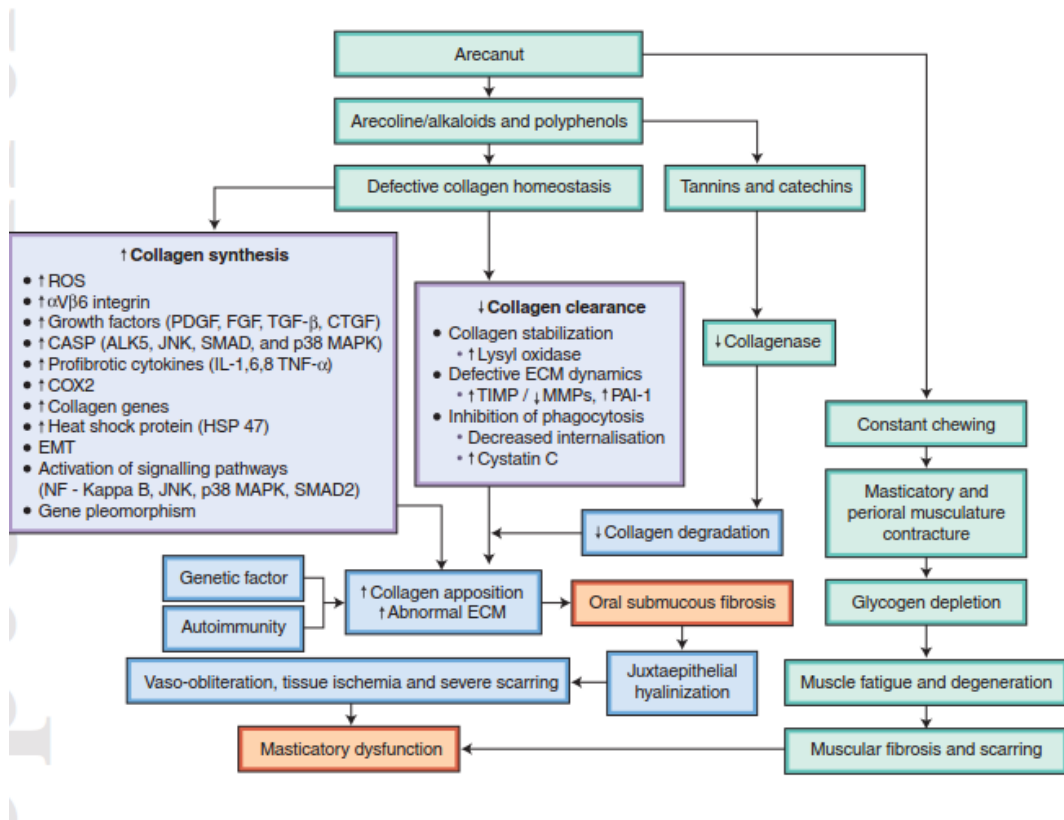 Arecanut
Arecoline/alkaloids and polyphenols
Defective collagen homeostasis
Tannins and catechins
↑Collagen synthesis
• ↑ROS
• ↑αVβ6 integrin
• ↑Growth factors (PDGF, FGF, TGF-β, CTGF)
• ↑CASP (ALK5, JNK, SMAD, and p38 MAPK)
• ↑Profibrotic cytokines (IL-1,6,8 TNF-α)
• ↑COX2
• ↑Collagen genes
• ↑Heat shock protein (HSP 47)
• EMT
• Activation of signalling pathways
(NF - Kappa B, JNK, p38 MAPK, SMAD2)
• Gene pleomorphism
↓Collagen clearance
• Collagen stabilization
• ↑Lysyl oxidase
• Defective ECM dynamics
• ↑TIMP / ↓MMPs, ↑PAI-1
• Inhibition of phagocytosis
• Decreased internalisation
• ↑Cystatin C
↓Collagenase
↓Collagen degradation
Constant chewing
Masticatory and
perioral musculature
contracture
Glycogen depletion
Muscle fatigue and degeneration
Muscular fibrosis and scarring
Genetic factor
Autoimmunity
↑Collagen apposition
↑Abnormal ECM
Oral submucous fibrosis
Juxtaepithelial
hyalinization
Vaso-obliteration, tissue ischemia and severe scarring
Masticatory dysfunction